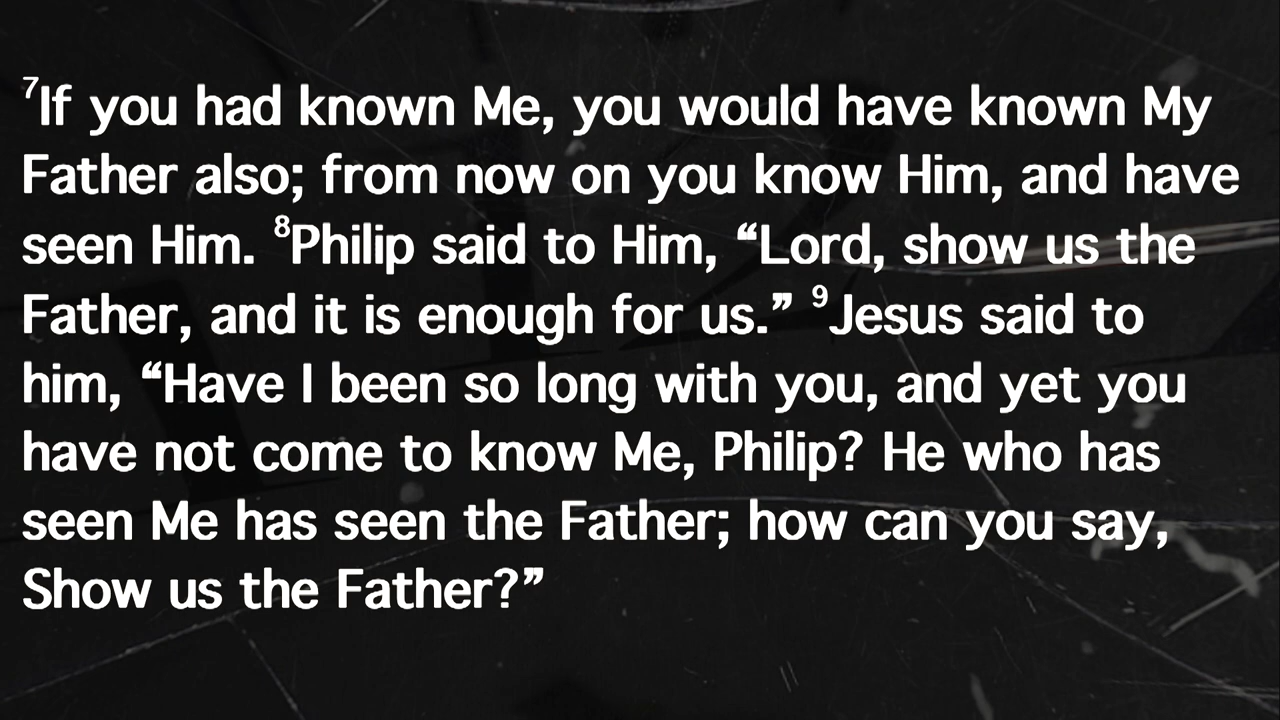 ⁷If you had known Me, you would have known My
Father also; from now on you know Him, and have
seen Him. ⁸Philip said to Him, “Lord, show us the
Father, and it is enough for us.” ⁹Jesus said to
him, “Have I been so long with you, and yet you
have not come to know Me, Philip? He who has
seen Me has seen the Father; how can you say,
Show us the Father?”